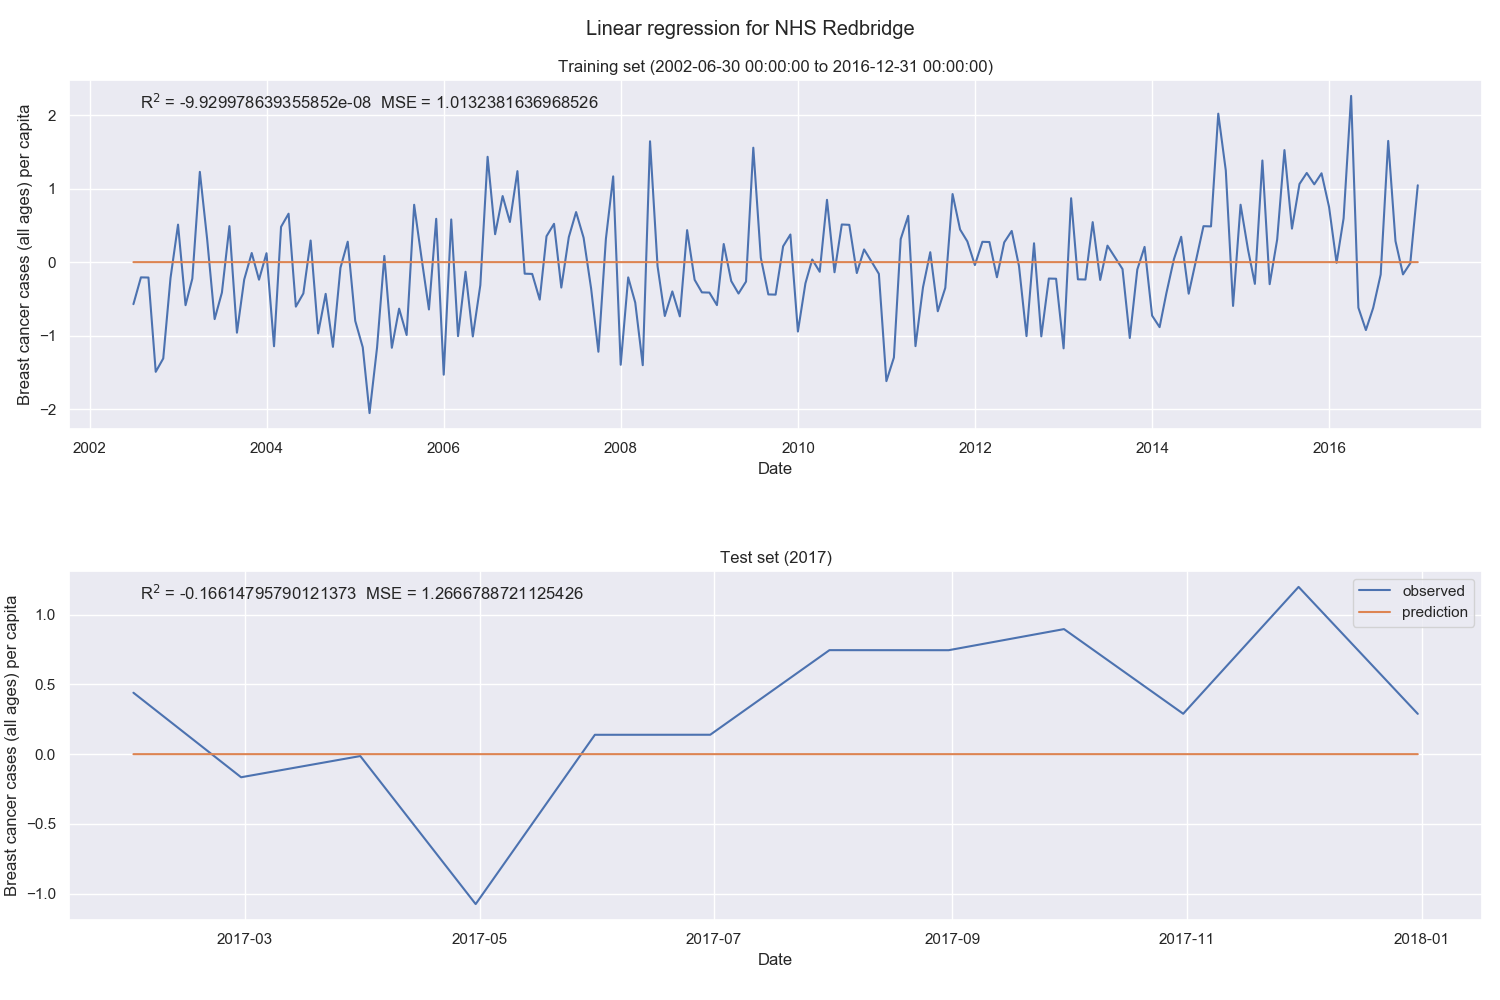 Linear regression for NHS Redbridge
Training set (2002-06-30 00:00:00 to 2016-12-31 00:00:00)
R² = -9.929978639355852e-08 MSE = 1.0132381636968526
Breast cancer cases (all ages) per capita
2
1
0
−1
−2
2002 2004 2006 2008 2010 2012 2014 2016
Date
Test set (2017)
R² = -0.16614795790121373 MSE = 1.2666788721125426
observed
prediction
Breast cancer cases (all ages) per capita
1.0
0.5
0.0
−0.5
−1.0
2017-03 2017-05 2017-07 2017-09 2017-11 2018-01
Date